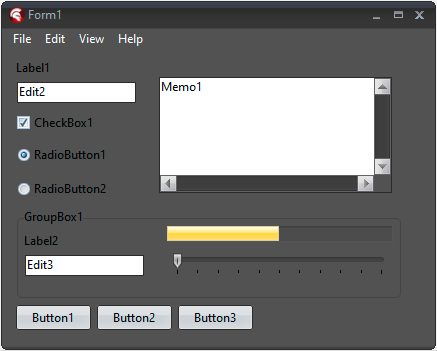 Form1
File Edit View Help
Label1
Edit2
Memo1
CheckBox1
RadioButton1
RadioButton2
GroupBox1
Label2
Edit3
Button1 Button2 Button3